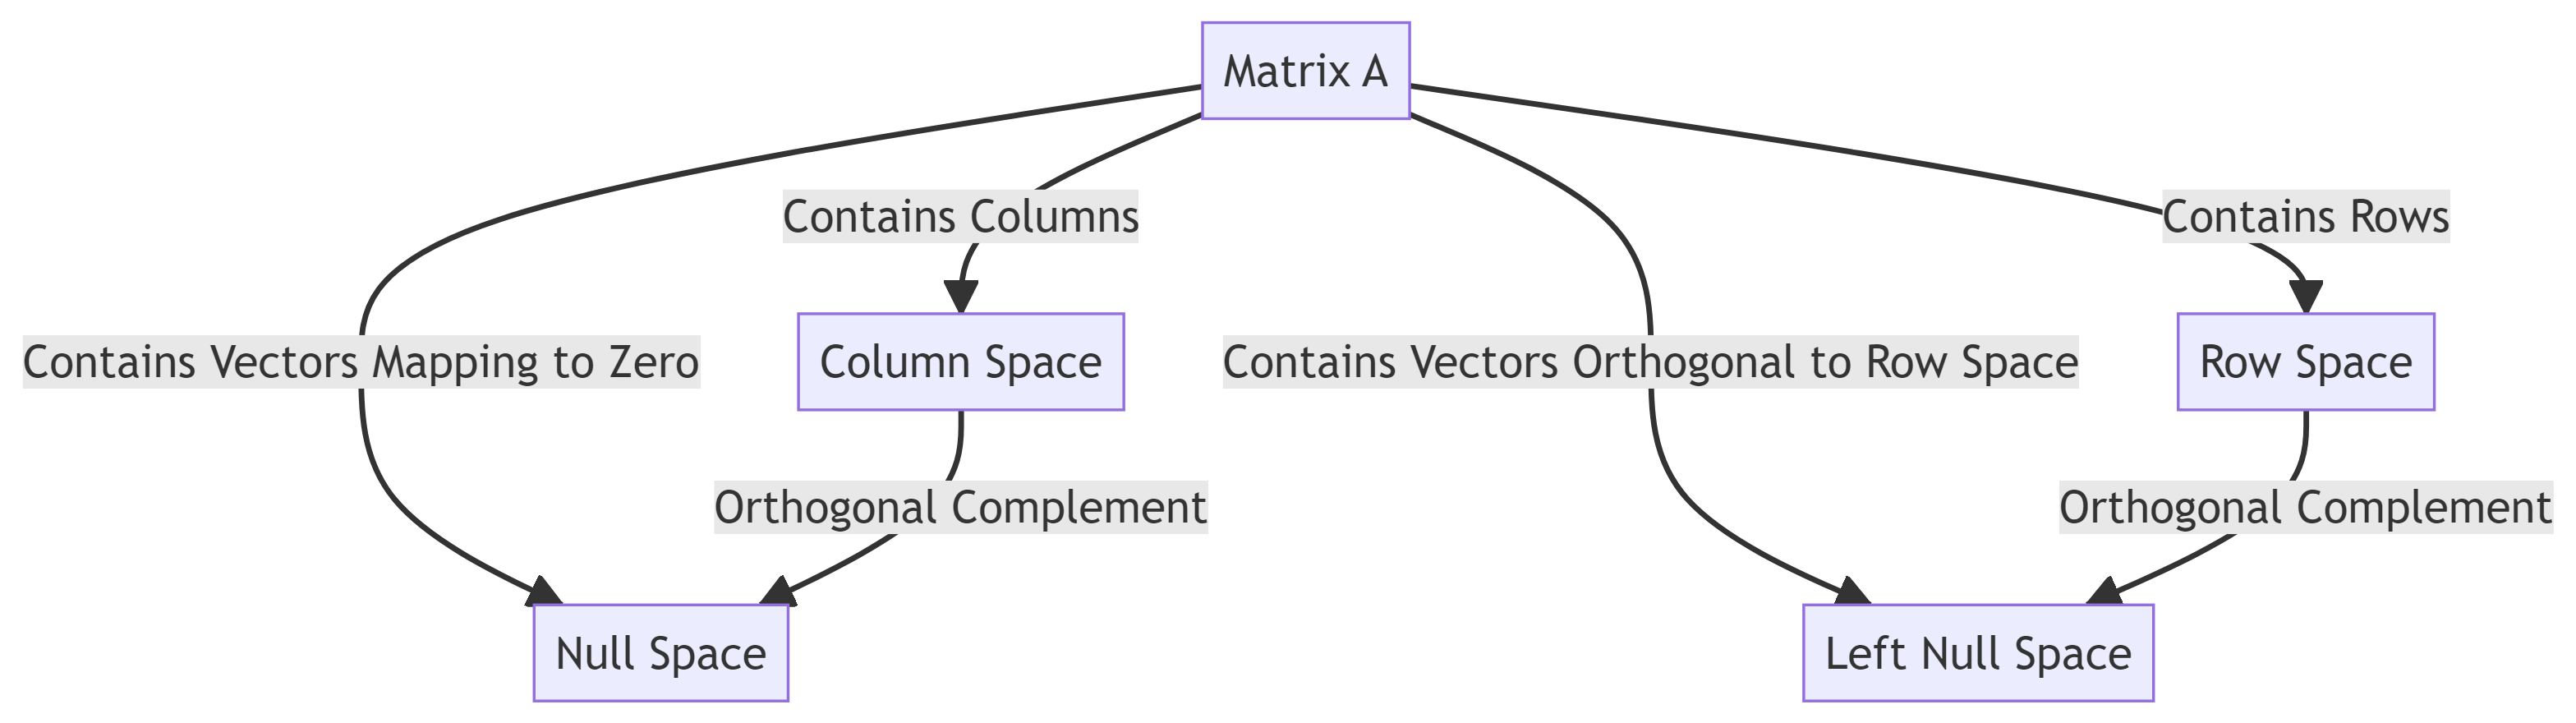 Matrix A
Contains Columns
Contains Rows
Contains Vectors Mapping to Zero
Column Space
Contains Vectors Orthogonal to Row Space
Row Space
Orthogonal Complement
Orthogonal Complement
Null Space
Left Null Space